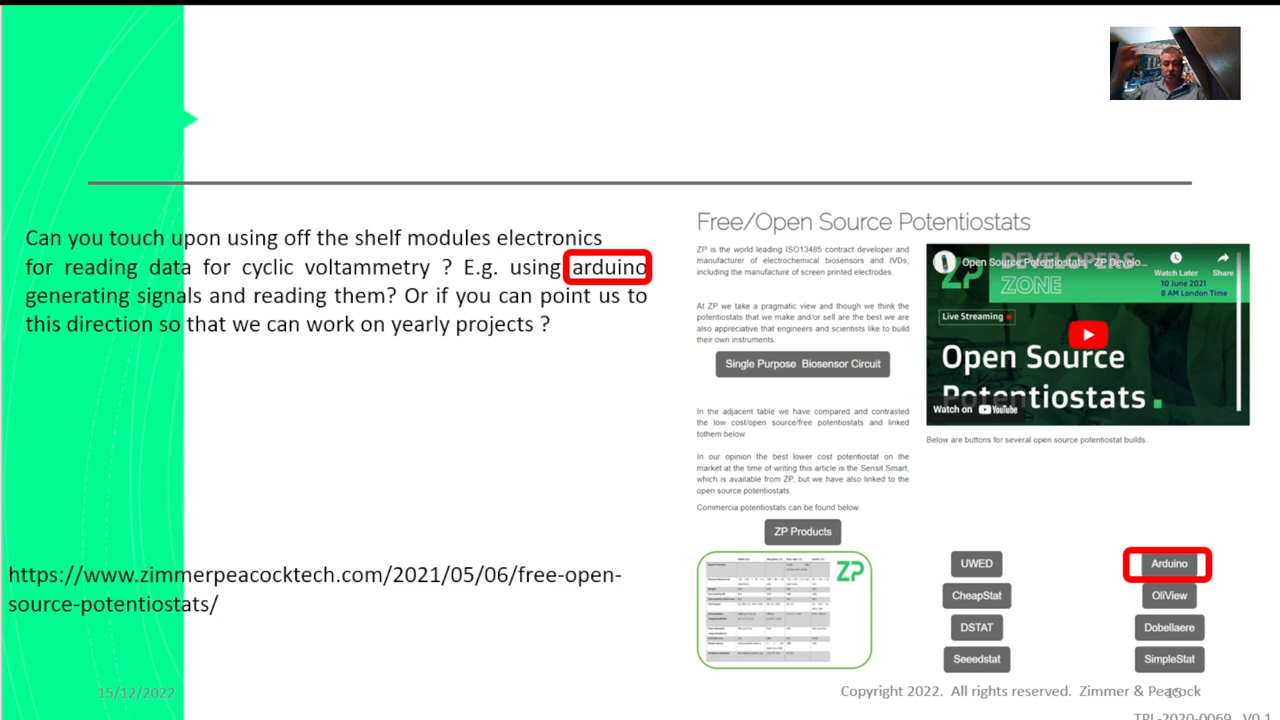 Can you touch upon using off the shelf modules electronics
for reading data for cyclic voltammetry ? E.g. using arduino
generating signals and reading them? Or if you can point us to
this direction so that we can work on yearly projects ?
https://www.zimmerpeacocktech.com/2021/05/06/free-open-
source-potentiostats/
Free/Open Source Potentiostats
ZP is the world leading ISO13485 contract developer and
manufacturer of electrochemical biosensors and IVDs,
including the manufacture of screen printed electrodes.
At ZP we take a pragmatic view and though we think the
potentiostats that we make and/or sell are the best we are
also appreciative that engineers and scientists like to build
their own instruments.
Single Purpose Biosensor Circuit
In the adjacent table we have compared and contrasted
the low cost/open source/free potentiostats and linked
tothem below.
In our opinion the best lower cost potentiostat on the
market at the time of writing this article is the Sensit Smart,
which is available from ZP, but we have also linked to the
open source potentiostats.
Commercia potentiostats can be found below.
ZP Products
ZP
Open Source Potentiostats - ZP Develo...
ZP
DEVELOPERS
ZONE
Watch Later
Share
10 June 2021
8 AM London Time
Live Streaming
Open Source
Potentiostats.
Watch on YouTube
Below are buttons for several open source potentiostat builds.
UWED
Arduino
CheapStat
OliView
DSTAT
Dobellaere
Seeedstat
SimpleStat
15/12/2022
Copyright 2022. All rights reserved. Zimmer & Peacock
15
TPL-2020-0069 V0.1